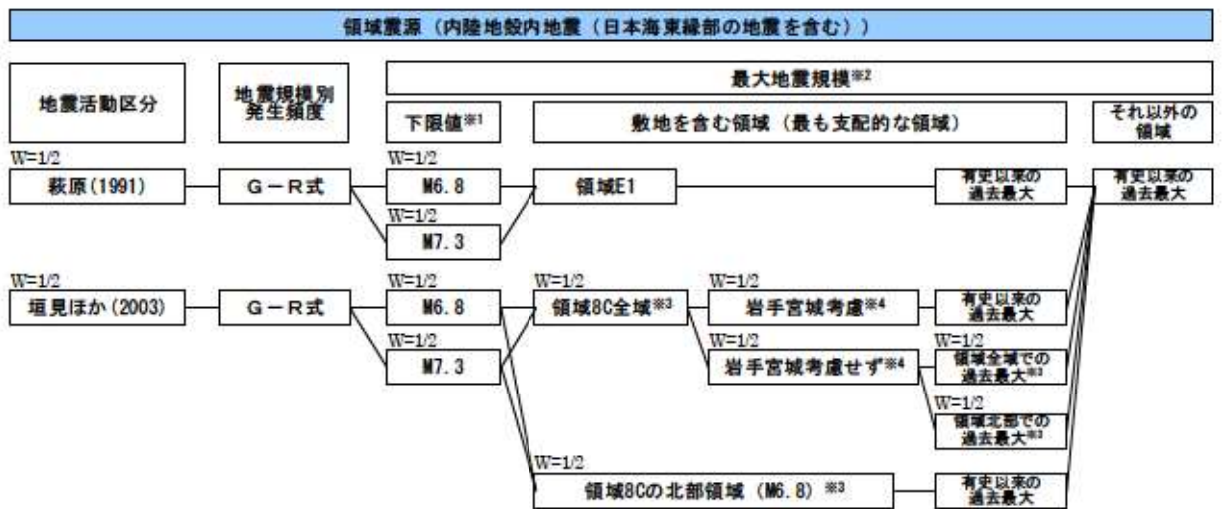 領域震源（内陸地殻内地震（日本海東縁部の地震を含む））
地震活動区分
地震規模別
発生頻度
最大地震規模※2
下限値※1
敷地を含む領域（最も支配的な領域）
それ以外の
領域
W=1/2
萩原(1991)
G－R式
W=1/2
M6.8
領域E1
有史以来の
過去最大
有史以来の
過去最大
W=1/2
M7.3
W=1/2
垣見ほか(2003)
G－R式
W=1/2
M6.8
W=1/2
領域8C全域※3
W=1/2
岩手宮城考慮※4
有史以来の
過去最大
W=1/2
M7.3
W=1/2
岩手宮城考慮せず※4
W=1/2
領域全域での
過去最大※3
W=1/2
領域北部での
過去最大※3
W=1/2
領域8Cの北部領域（M6.8）※3
有史以来の
過去最大